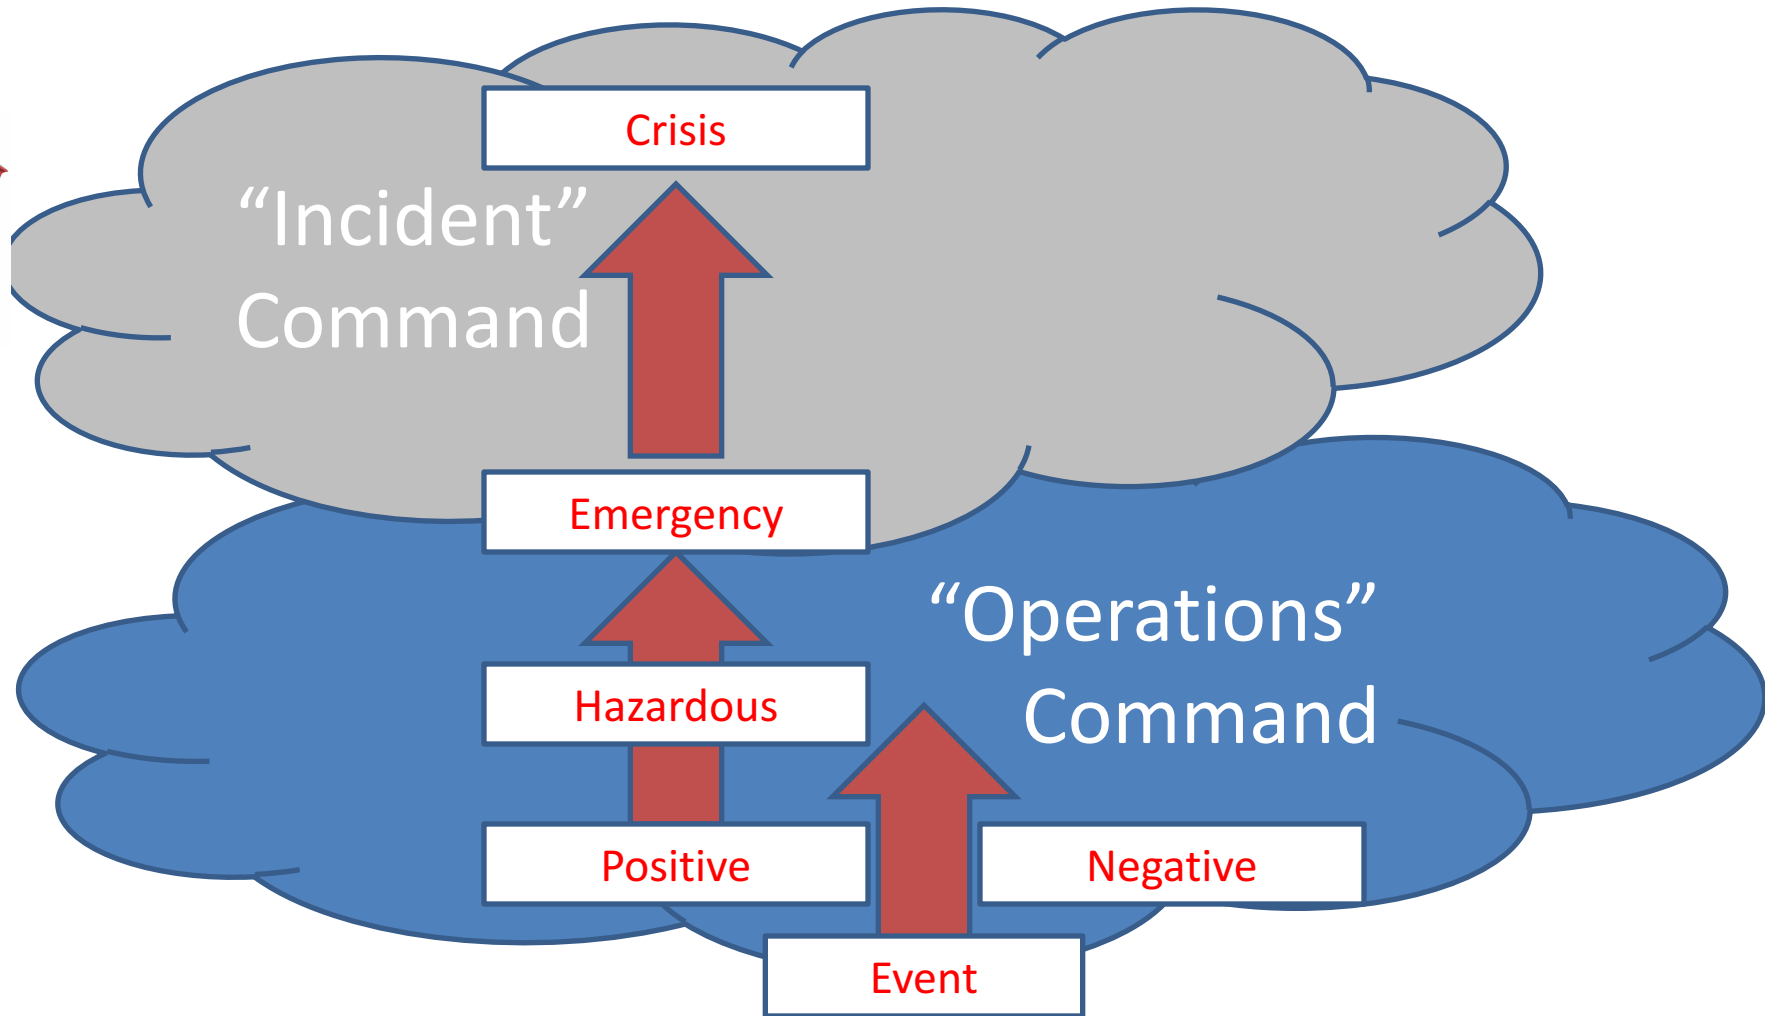 Crisis
“Incident”
Command
Emergency
“Operations”
Command
Hazardous
Positive
Negative
Event